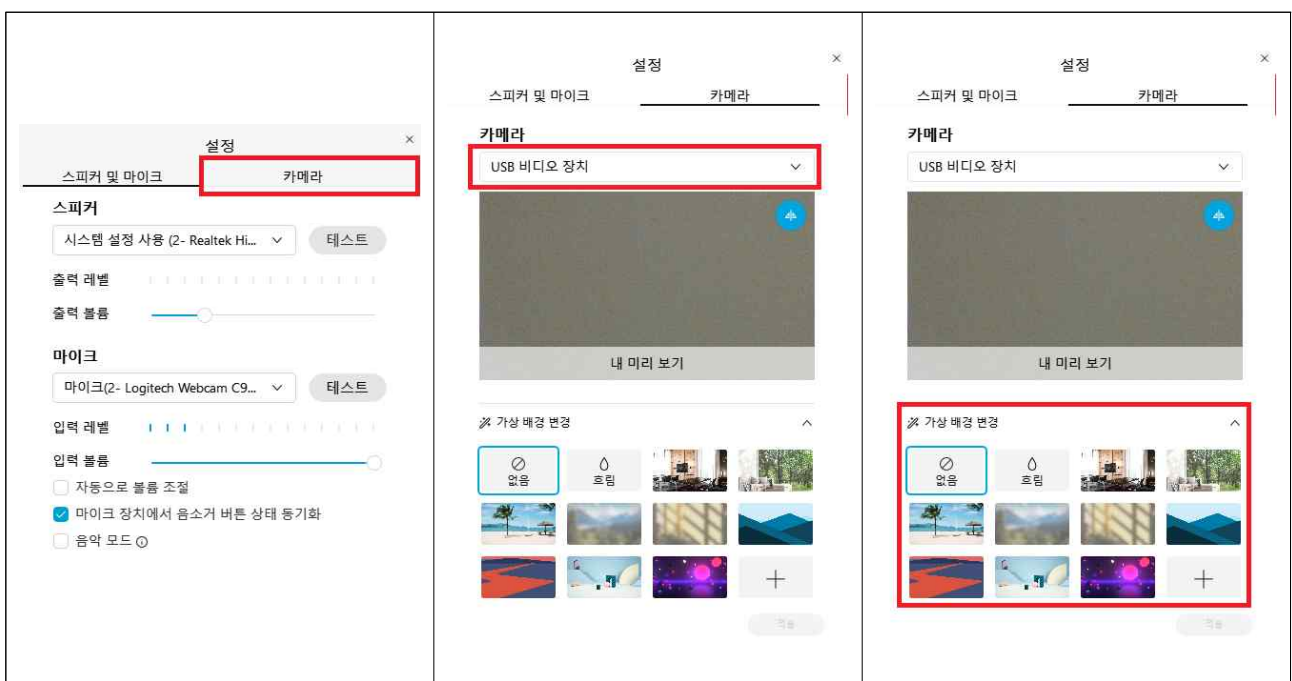 설정
×
스피커 및 마이크
카메라
스피커
시스템 설정 사용 (2- Realtek Hi...
테스트
출력 레벨
출력 볼륨
마이크
마이크(2- Logitech Webcam C9...
테스트
입력 레벨
입력 볼륨
자동으로 볼륨 조절
마이크 장치에서 음소거 버튼 상태 동기화
음악 모드
설정
×
스피커 및 마이크
카메라
카메라
USB 비디오 장치
내 미리 보기
가상 배경 변경
없음
흐림
적용
설정
×
스피커 및 마이크
카메라
카메라
USB 비디오 장치
내 미리 보기
가상 배경 변경
없음
흐림
적용